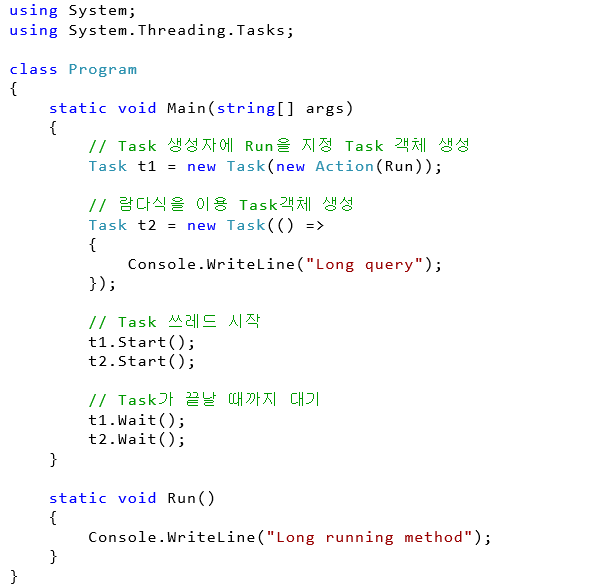 using System;
using System.Threading.Tasks;

class Program
{
    static void Main(string[] args)
    {
        // Task 생성자에 Run을 지정 Task 객체 생성
        Task t1 = new Task(new Action(Run));

        // 람다식을 이용 Task객체 생성
        Task t2 = new Task(() =>
        {
            Console.WriteLine("Long query");
        });

        // Task 쓰레드 시작
        t1.Start();
        t2.Start();

        // Task가 끝날 때까지 대기
        t1.Wait();
        t2.Wait();
    }

    static void Run()
    {
        Console.WriteLine("Long running method");
    }
}